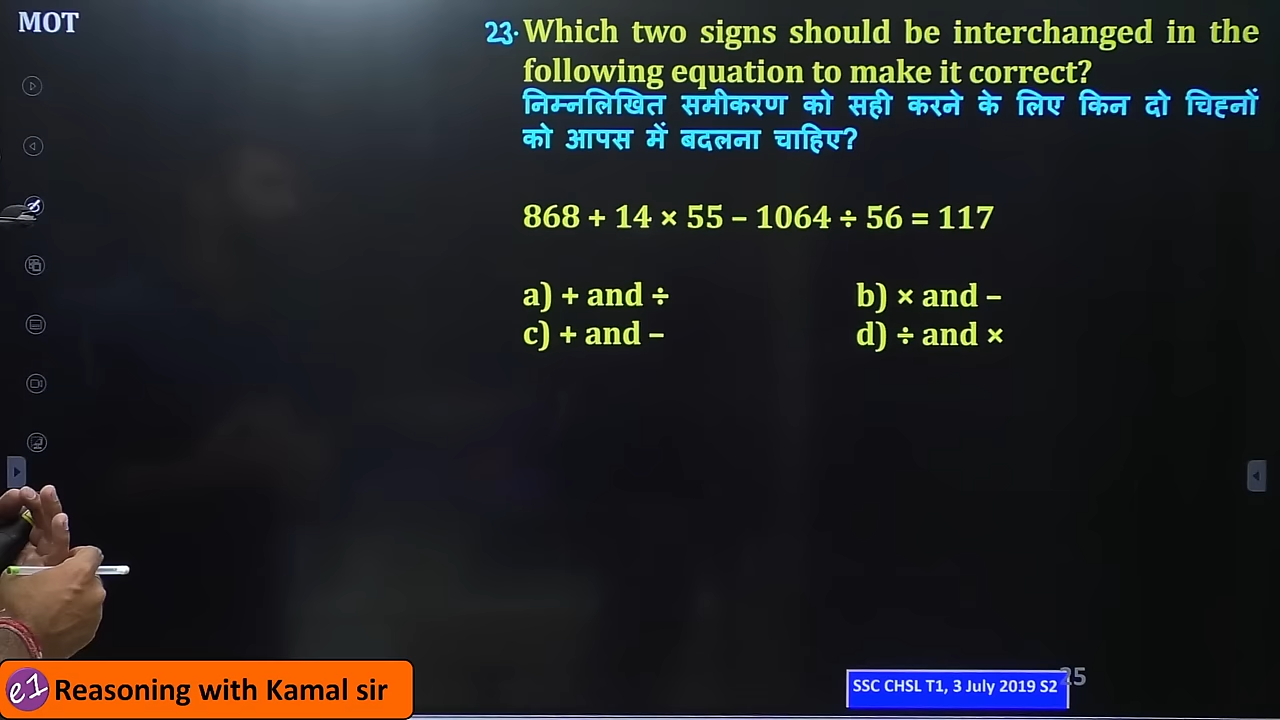 MOT
23. Which two signs should be interchanged in the
following equation to make it correct?
निम्नलिखित समीकरण को सही करने के लिए किन दो चिह्नों
को आपस में बदलना चाहिए?
868 + 14 × 55 – 1064 ÷ 56 = 117
a) + and ÷ b) × and –
c) + and – d) ÷ and ×
e1 Reasoning with Kamal sir
SSC CHSL T1, 3 July 2019 S2
25